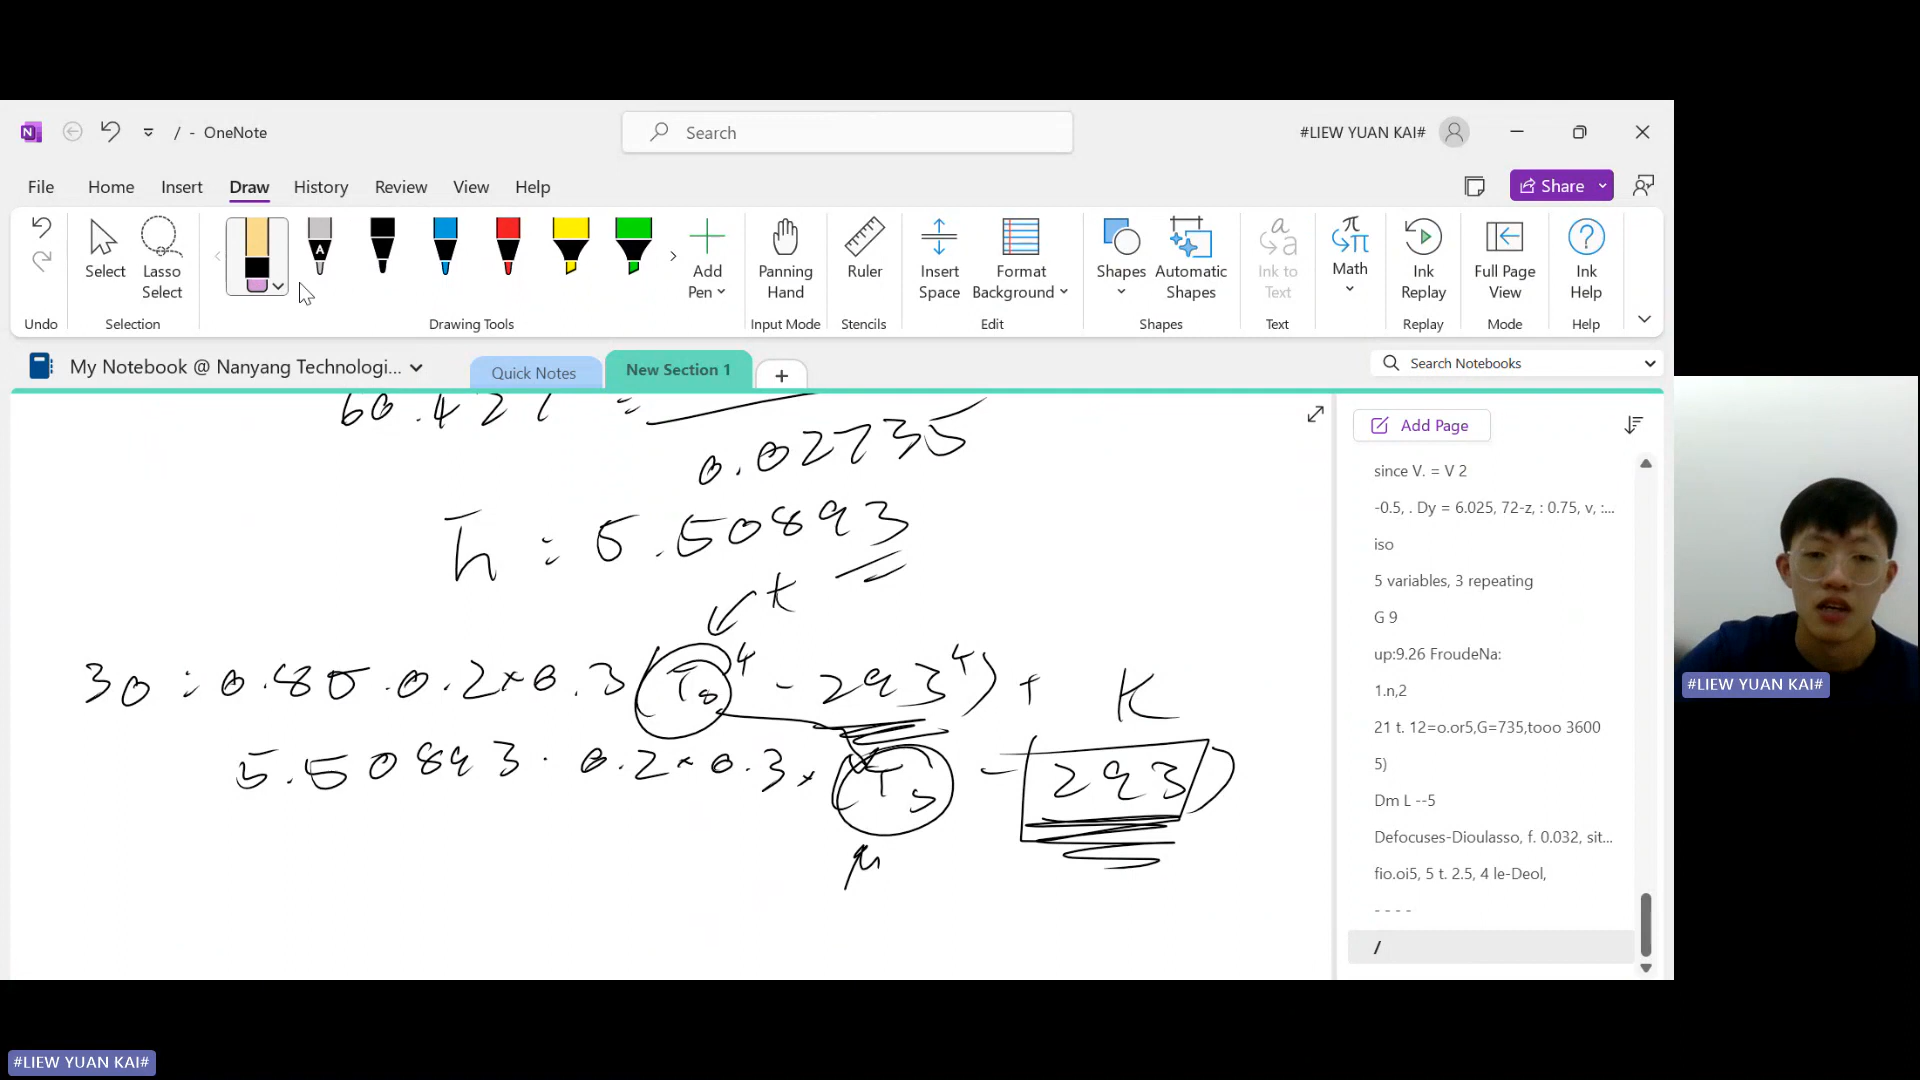 / - OneNote
Search
#LIEW YUAN KAI#
File Home Insert Draw History Review View Help
Share
Select
Lasso Select
Add Pen
Panning Hand
Ruler
Insert Space
Format Background
Shapes
Automatic Shapes
Ink to Text
Math
Ink Replay
Full Page View
Ink Help
Undo Selection Drawing Tools Input Mode Stencils Edit Shapes Text Replay Mode Help
My Notebook @ Nanyang Technologi...
Quick Notes
New Section 1
+
Search Notebooks
Add Page
since V. = V 2
-0.5, . Dy = 6.025, 72-z, : 0.75, v, :...
iso
5 variables, 3 repeating
G 9
up:9.26 FroudeNa:
1.n,2
21 t. 12=o.or5,G=735,tooo 3600
5)
Dm L --5
Defocuses-Dioulasso, f. 0.032, sit...
fio.oi5, 5 t. 2.5, 4 le-Deol,
- - - -
/
60.427 =
0.02735
h̄ = 5.50893
K
30 = 0.8σ.0.2×0.3(Ts⁴ - 293⁴) + K
5.50893 · 0.2×0.3×(Ts - 293)
#LIEW YUAN KAI#
#LIEW YUAN KAI#